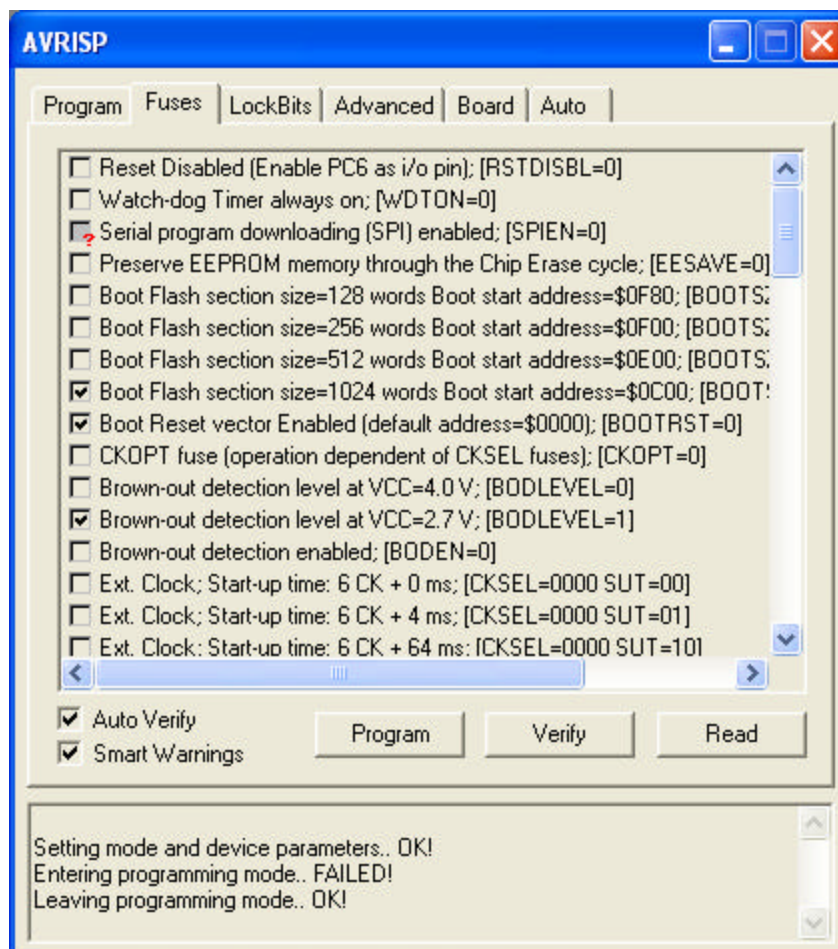 AVRISP
Program Fuses LockBits Advanced Board Auto
Reset Disabled (Enable PC6 as i/o pin); [RSTDISBL=0]
Watch-dog Timer always on; [WDTON=0]
? Serial program downloading (SPI) enabled; [SPIEN=0]
Preserve EEPROM memory through the Chip Erase cycle; [EESAVE=0]
Boot Flash section size=128 words Boot start address=$0F80; [BOOTSZ
Boot Flash section size=256 words Boot start address=$0F00; [BOOTSZ
Boot Flash section size=512 words Boot start address=$0E00; [BOOTSZ
Boot Flash section size=1024 words Boot start address=$0C00; [BOOTS
Boot Reset vector Enabled (default address=$0000); [BOOTRST=0]
CKOPT fuse (operation dependent of CKSEL fuses); [CKOPT=0]
Brown-out detection level at VCC=4.0 V; [BODLEVEL=0]
Brown-out detection level at VCC=2.7 V; [BODLEVEL=1]
Brown-out detection enabled; [BODEN=0]
Ext. Clock; Start-up time: 6 CK + 0 ms; [CKSEL=0000 SUT=00]
Ext. Clock; Start-up time: 6 CK + 4 ms; [CKSEL=0000 SUT=01]
Ext. Clock; Start-up time: 6 CK + 64 ms; [CKSEL=0000 SUT=10]
Auto Verify
Smart Warnings
Program Verify Read
Setting mode and device parameters.. OK!
Entering programming mode.. FAILED!
Leaving programming mode.. OK!